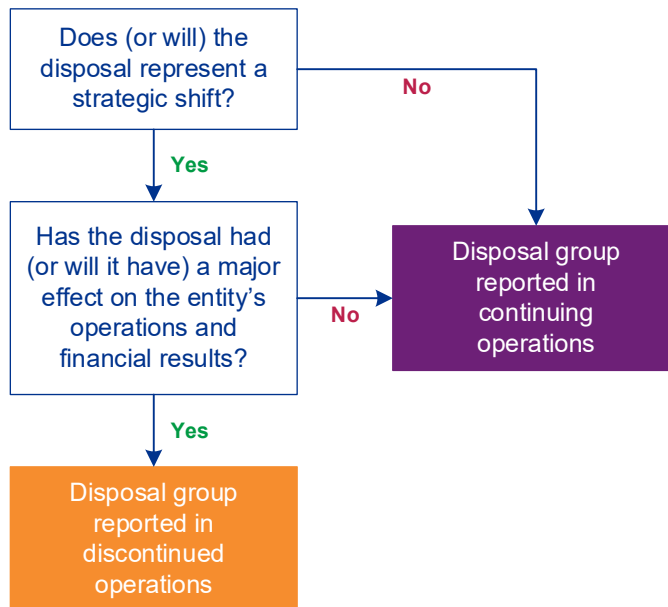 Does (or will) the
disposal represent a
strategic shift?
No
Yes
Has the disposal had
(or will it have) a major
effect on the entity’s
operations and
financial results?
No
Disposal group
reported in
continuing
operations
Yes
Disposal group
reported in
discontinued
operations